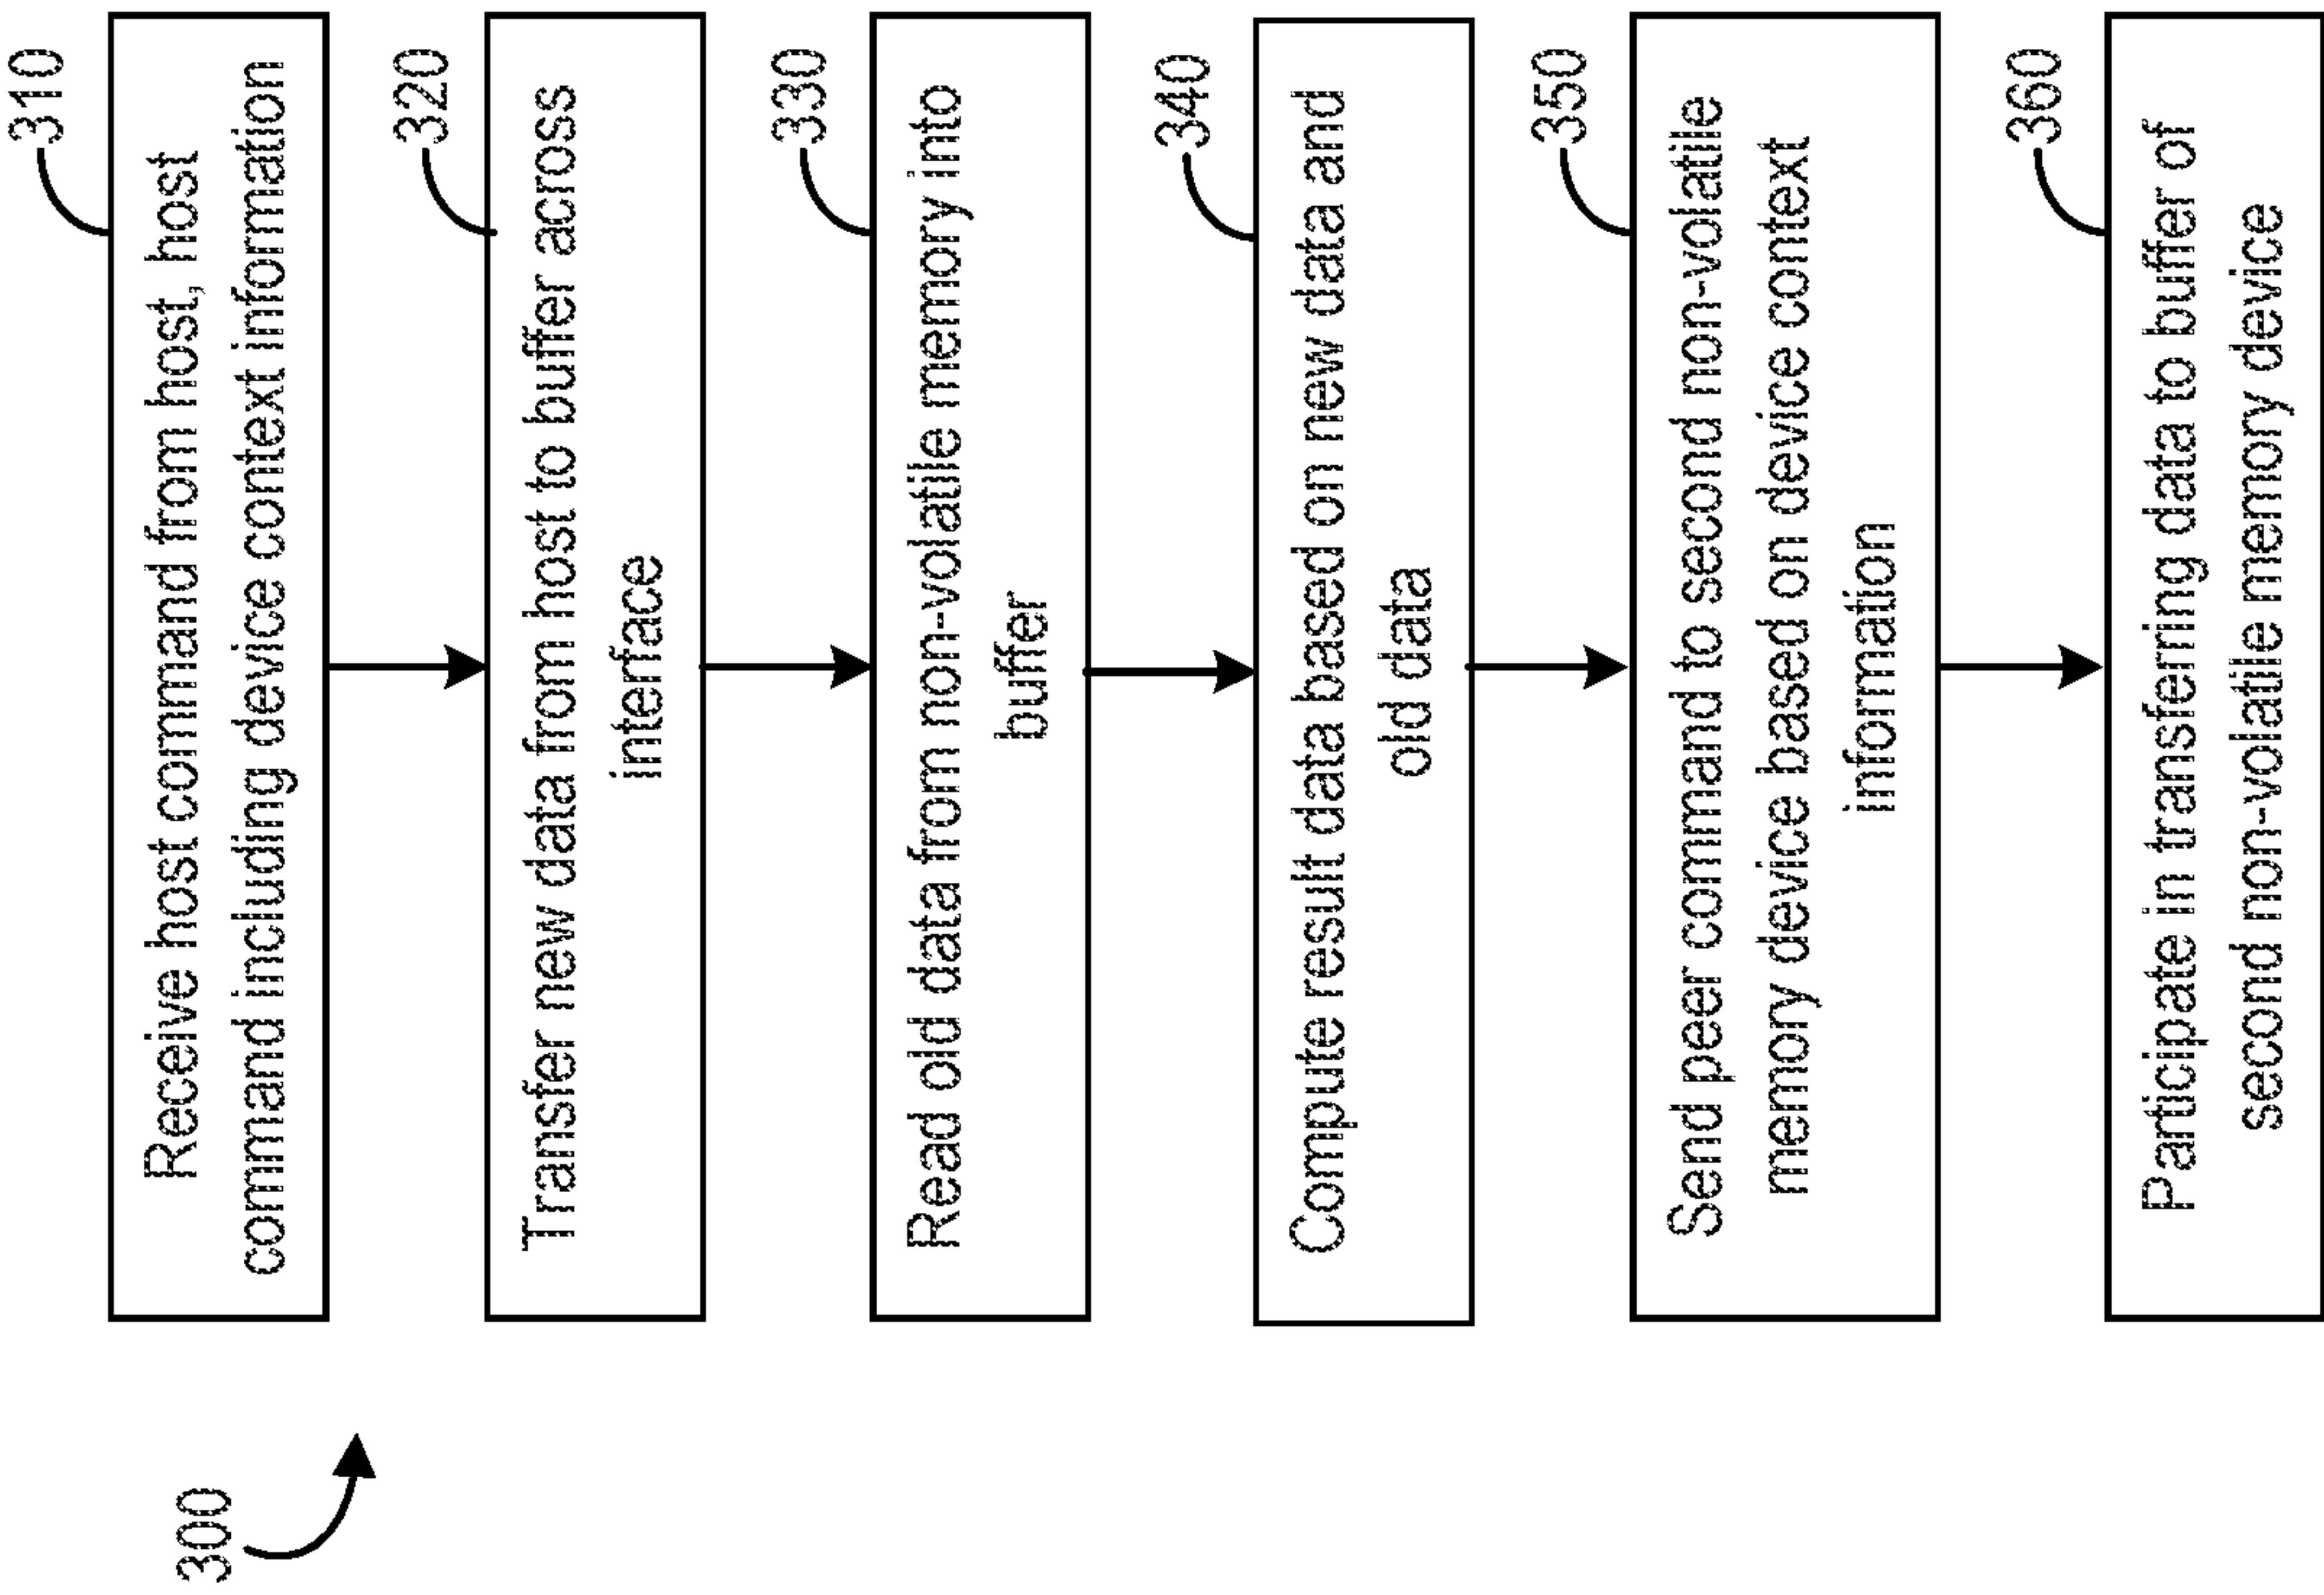 300
310
Receive host command from host, host
command including device context information
320
Transfer new data from host to buffer across
interface
330
Read old data from non-volatile memory into
buffer
340
Compute result data based on new data and
old data
350
Send peer command to second non-volatile
memory device based on device context
information
360
Participate in transferring data to buffer of
second non-volatile memory device